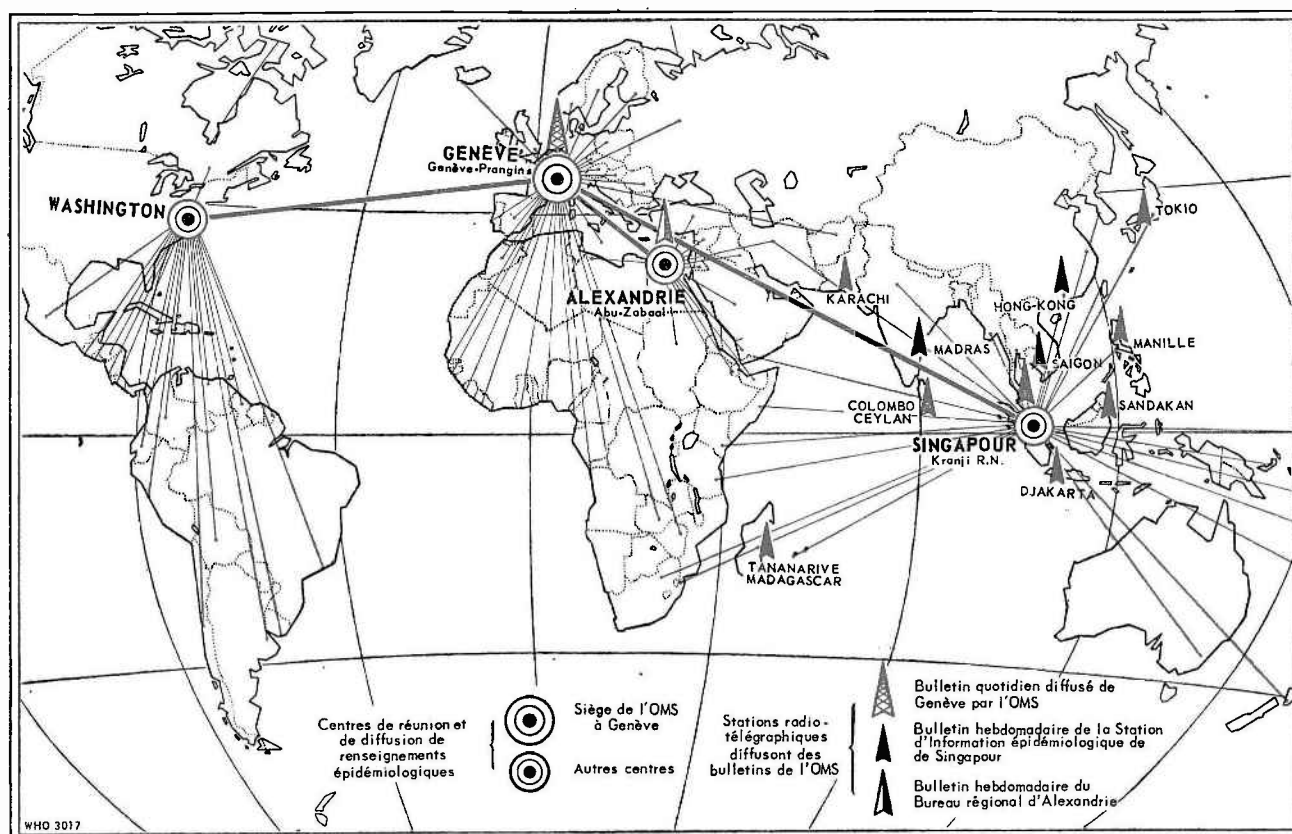 GENÈVE
Genève-Prangins
WASHINGTON
ALEXANDRIE
Abu-Zabaal
KARACHI
MADRAS
COLOMBO
CEYLAN
HONG-KONG
SAIGON
TOKIO
MANILLE
SANDAKAN
SINGAPOUR
Kranji R.N.
DJAKARTA
TANANARIVE
MADAGASCAR
Centres de réunion et
de diffusion de
renseignements
épidémiologiques
Siège de l'OMS
à Genève
Autres centres
Stations radio-
télégraphiques
diffusant des
bulletins de l'OMS
Bulletin quotidien diffusé de
Genève par l'OMS
Bulletin hebdomadaire de la Station
d'Information épidémiologique de
de Singapour
Bulletin hebdomadaire du
Bureau régional d'Alexandrie
WHO 3017